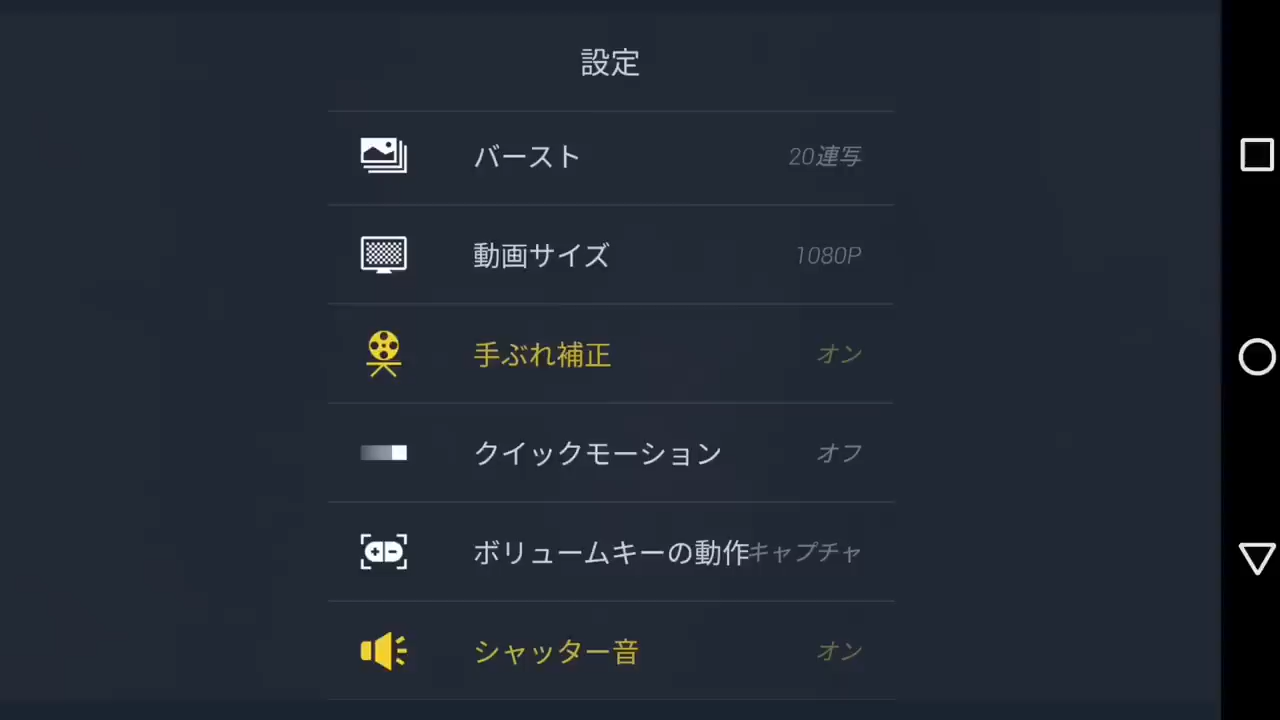 設定
バースト 20連写
動画サイズ 1080P
手ぶれ補正 オン
クイックモーション オフ
ボリュームキーの動作 キャプチャ
シャッター音 オン